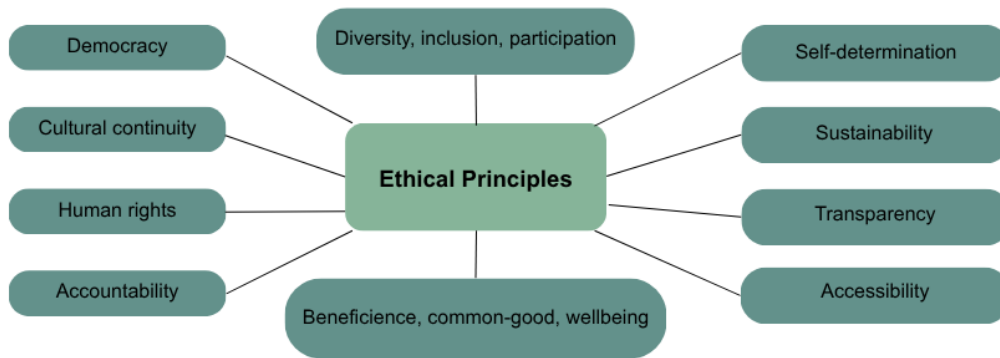 Democracy
Diversity, inclusion, participation
Self-determination
Cultural continuity
Sustainability
Ethical Principles
Human rights
Transparency
Accountability
Accessibility
Beneficience, common-good, wellbeing